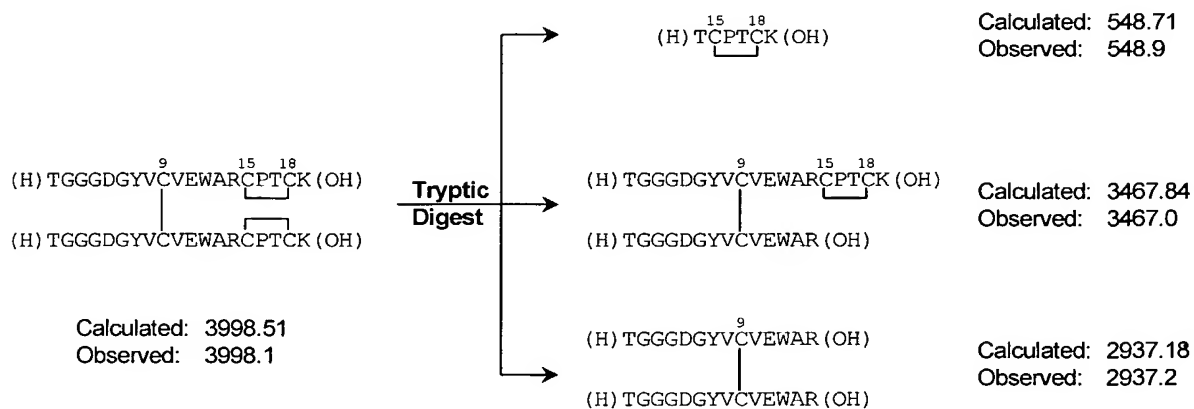 15 18
(H) TCPTCK(OH)
Calculated: 548.71
Observed: 548.9
9 15 18
(H) TGGGDGYVCVEWARCPTCK(OH)
(H) TGGGDGYVCVEWARCPTCK(OH)
Calculated: 3998.51
Observed: 3998.1
Tryptic
Digest
9 15 18
(H) TGGGDGYVCVEWARCPTCK(OH)
(H) TGGGDGYVCVEWAR(OH)
Calculated: 3467.84
Observed: 3467.0
9
(H) TGGGDGYVCVEWAR(OH)
(H) TGGGDGYVCVEWAR(OH)
Calculated: 2937.18
Observed: 2937.2